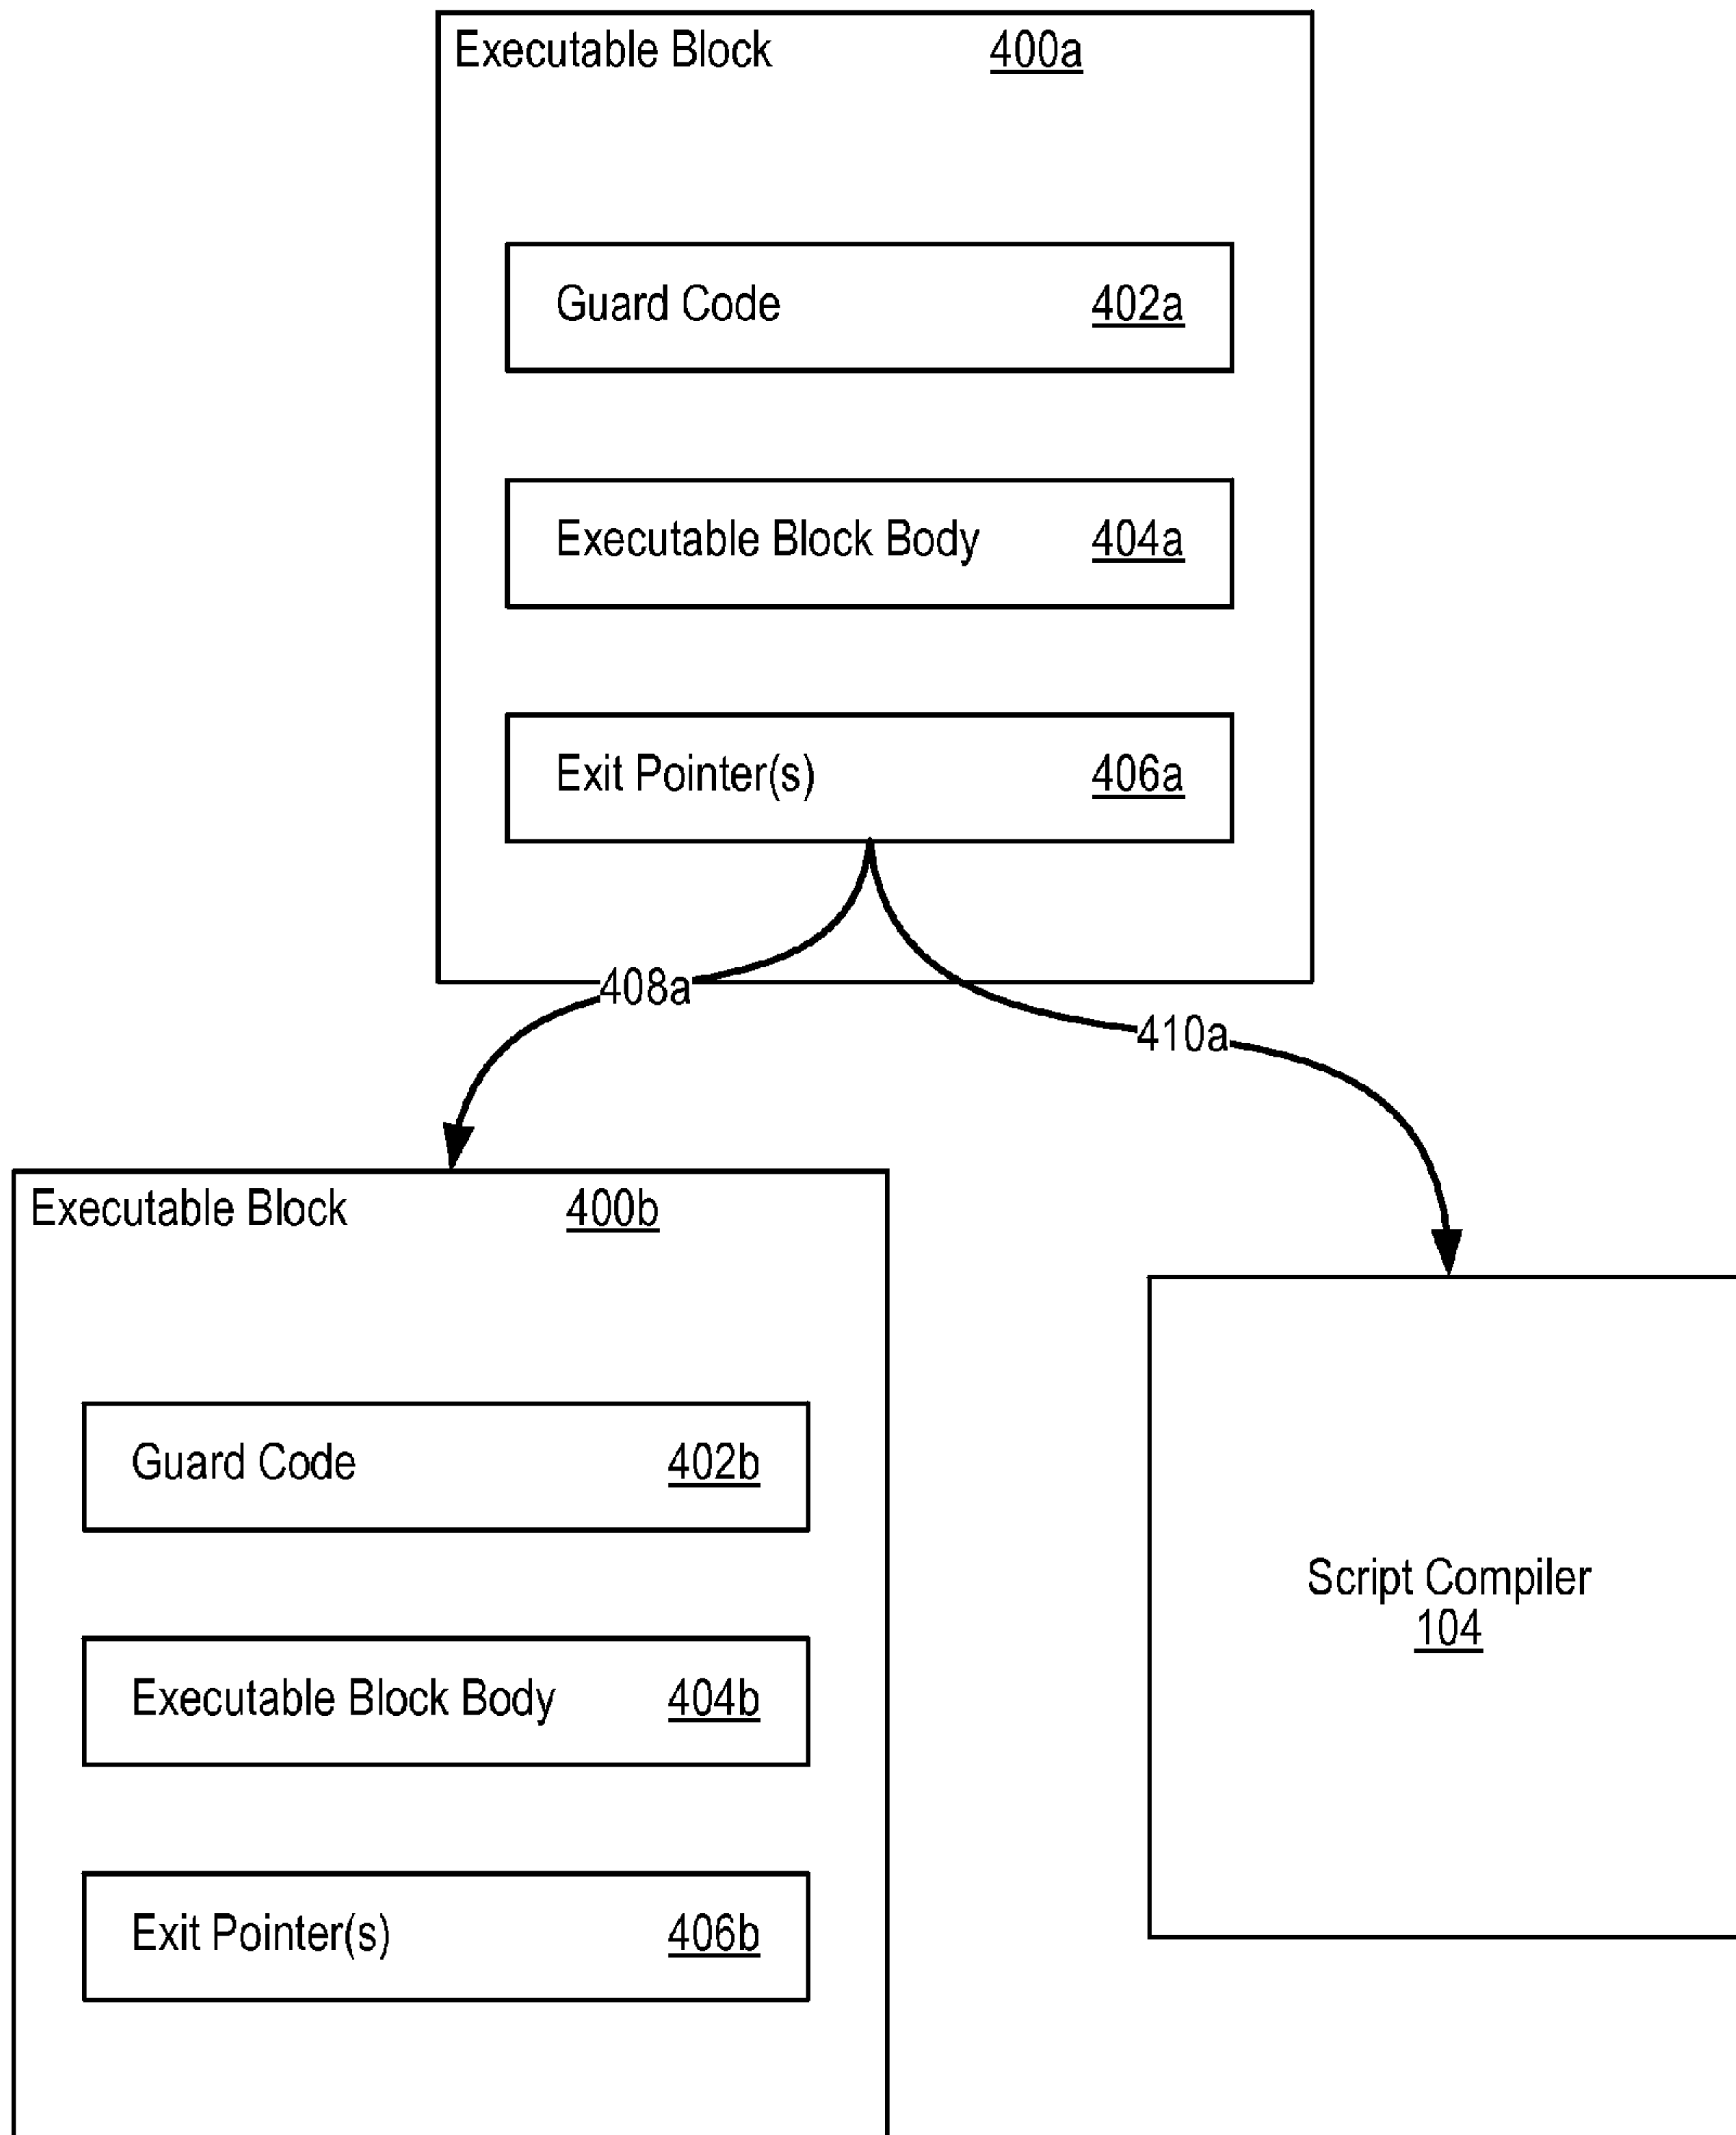 Executable Block 400a
Guard Code 402a
Executable Block Body 404a
Exit Pointer(s) 406a
408a
410a
Executable Block 400b
Guard Code 402b
Executable Block Body 404b
Exit Pointer(s) 406b
Script Compiler
104